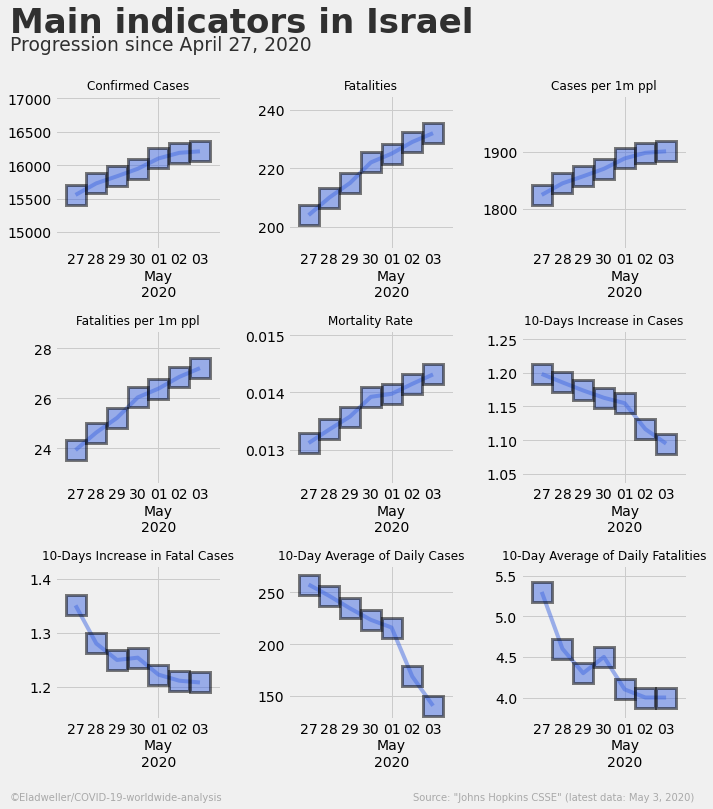 Main indicators in Israel
Progression since April 27, 2020
Confirmed Cases
17000
16500
16000
15500
15000
27 28 29 30 01 02 03
May
2020
Fatalities
240
220
200
27 28 29 30 01 02 03
May
2020
Cases per 1m ppl
1900
1800
27 28 29 30 01 02 03
May
2020
Fatalities per 1m ppl
28
26
24
27 28 29 30 01 02 03
May
2020
Mortality Rate
0.015
0.014
0.013
27 28 29 30 01 02 03
May
2020
10-Days Increase in Cases
1.25
1.20
1.15
1.10
1.05
27 28 29 30 01 02 03
May
2020
10-Days Increase in Fatal Cases
1.4
1.3
1.2
27 28 29 30 01 02 03
May
2020
10-Day Average of Daily Cases
250
200
150
27 28 29 30 01 02 03
May
2020
10-Day Average of Daily Fatalities
5.5
5.0
4.5
4.0
27 28 29 30 01 02 03
May
2020
©Eladweller/COVID-19-worldwide-analysis
Source: "Johns Hopkins CSSE" (latest data: May 3, 2020)